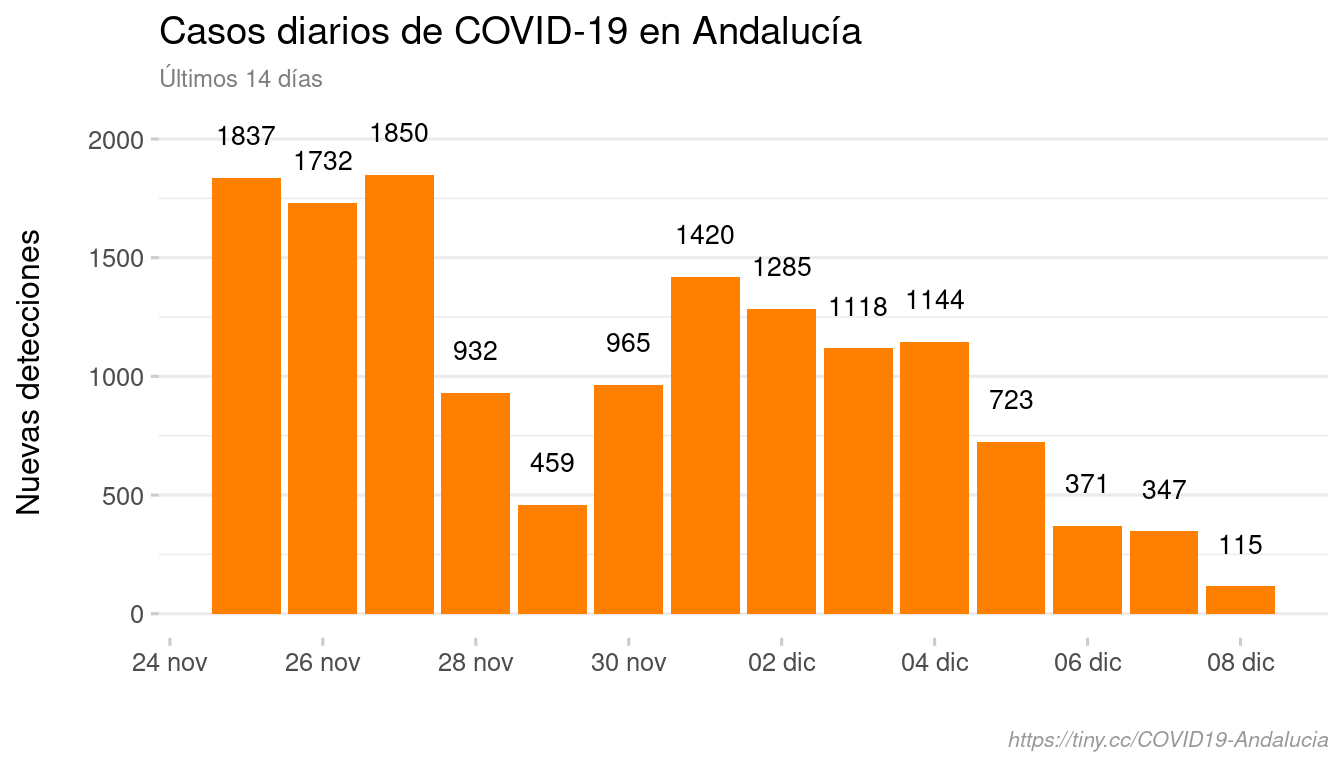 Casos diarios de COVID-19 en Andalucía
Últimos 14 días
Nuevas detecciones
2000
1500
1000
500
0
1837
1732
1850
932
459
965
1420
1285
1118
1144
723
371
347
115
24 nov
26 nov
28 nov
30 nov
02 dic
04 dic
06 dic
08 dic
https://tiny.cc/COVID19-Andalucia